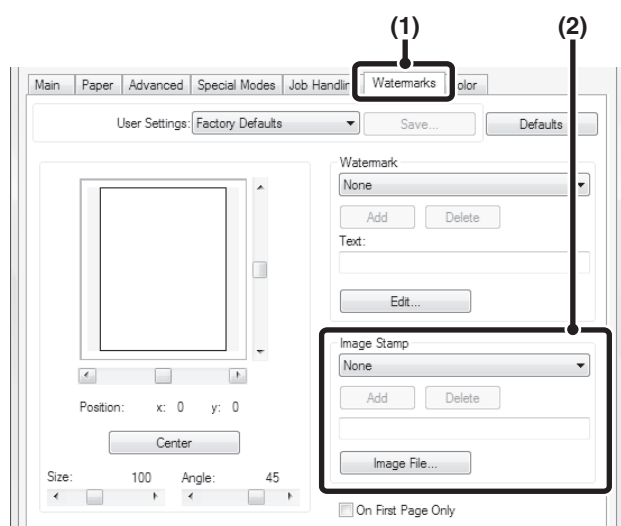 (1) (2)
Main Paper Advanced Special Modes Job Handlin Watermarks olor
User Settings: Factory Defaults Save... Defaults
Watermark
None
Add Delete
Text:
Edit...
Image Stamp
None
Add Delete
Image File...
Position: x: 0 y: 0
Center
Size: 100 Angle: 45
On First Page Only